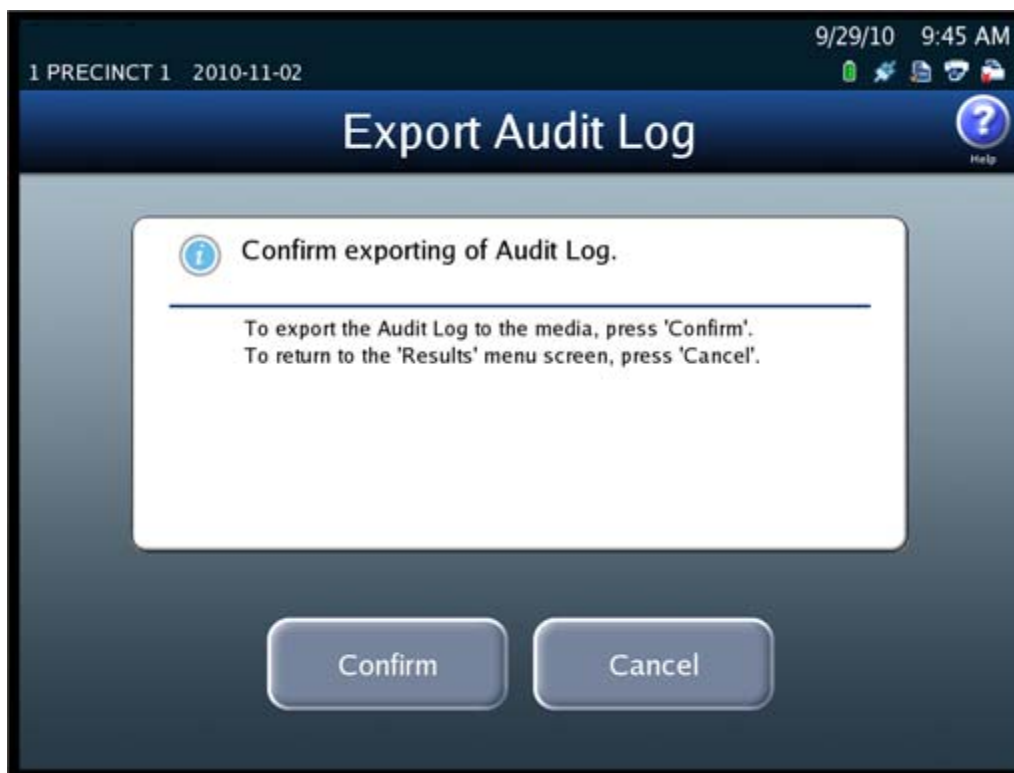 9/29/10 9:45 AM
1 PRECINCT 1 2010-11-02
Export Audit Log
Help
Confirm exporting of Audit Log.
To export the Audit Log to the media, press 'Confirm'.
To return to the 'Results' menu screen, press 'Cancel'.
Confirm Cancel